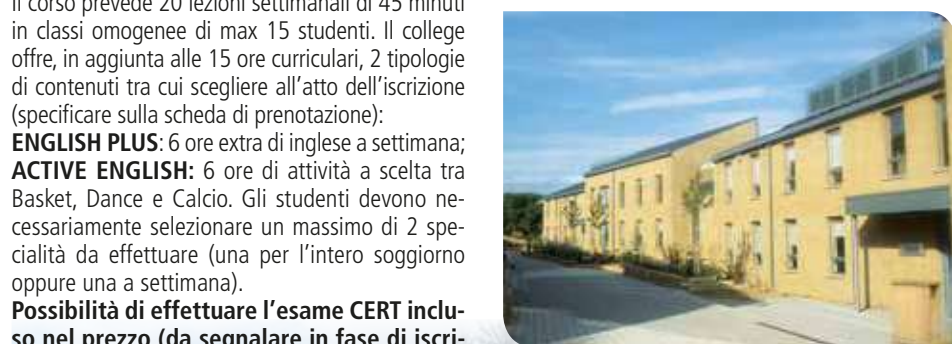 Il corso prevede 20 lezioni settimanali di 45 minuti
in classi omogenee di max 15 studenti. Il college
offre, in aggiunta alle 15 ore curriculari, 2 tipologie
di contenuti tra cui scegliere all'atto dell'iscrizione
(specificare sulla scheda di prenotazione):
ENGLISH PLUS: 6 ore extra di inglese a settimana;
ACTIVE ENGLISH: 6 ore di attività a scelta tra
Basket, Dance e Calcio. Gli studenti devono ne-
cessariamente selezionare un massimo di 2 spe-
cialità da effettuare (una per l'intero soggiorno
oppure una a settimana).
Possibilità di effettuare l'esame CERT inclu-
so nel prezzo (da segnalare in fase di iscri-